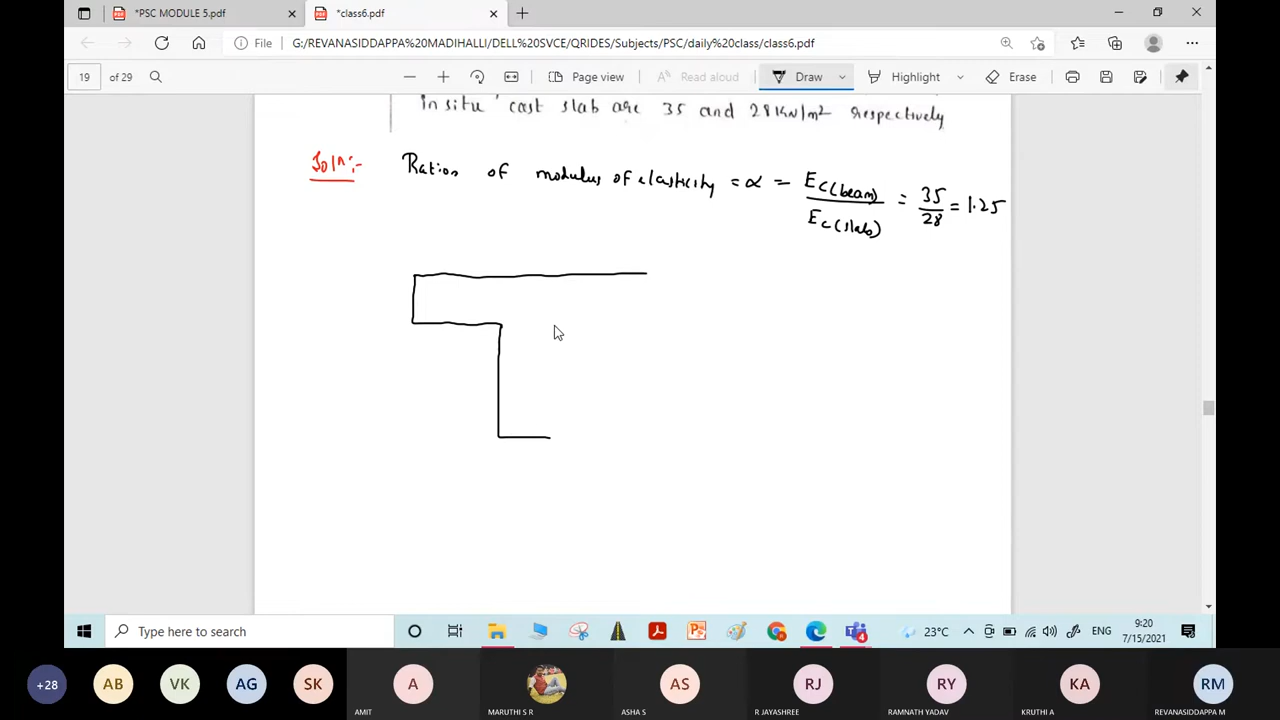 *PSC MODULE 5.pdf
*class6.pdf
File
G:/REVANASIDDAPPA%20MADIHALLI/DELL%20SVCE/QRIDES/Subjects/PSC/daily%20class/class6.pdf
19 of 29
Page view
Read aloud
Draw
Highlight
Erase
in situ' cast slab are 35 and 28 KN/m² respectively
Soln:-
Ration of modulus of elasticity = α = Ec(beam) / Ec(slab) = 35/28 = 1.25
Type here to search
23°C
ENG
9:20
7/15/2021
+28
AB
VK
AG
SK
A
AS
RJ
RY
KA
RM
AMIT
MARUTHI S R
ASHA S
R JAYASHREE
RAMNATH YADAV
KRUTHI A
REVANASIDDAPPA M